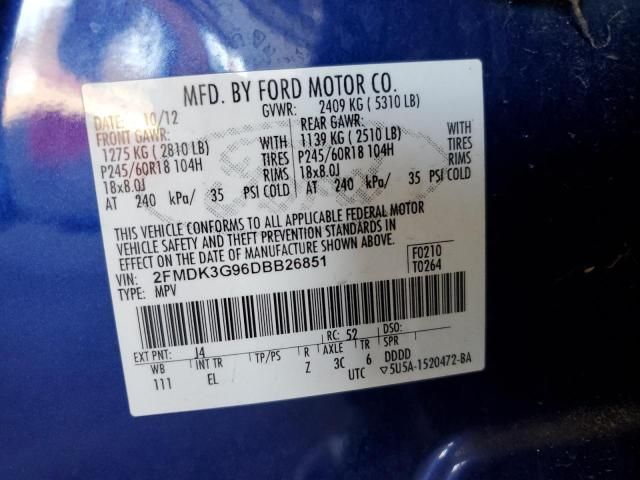 MFD. BY FORD MOTOR CO.
DATE: 10/12 GVWR: 2409 KG ( 5310 LB)
FRONT GAWR: REAR GAWR:
1275 KG ( 2810 LB) WITH 1139 KG ( 2510 LB) WITH
P245/60R18 104H TIRES P245/60R18 104H TIRES
18x8.0J RIMS 18x8.0J RIMS
AT 240 kPa/ 35 PSI COLD AT 240 kPa/ 35 PSI COLD
THIS VEHICLE CONFORMS TO ALL APPLICABLE FEDERAL MOTOR
VEHICLE SAFETY AND THEFT PREVENTION STANDARDS IN
EFFECT ON THE DATE OF MANUFACTURE SHOWN ABOVE.
VIN: 2FMDK3G96DBB26851 F0210
TYPE: MPV T0264
EXT PNT: J4 RC: 52 DSO:
WB INT TR TP/PS R AXLE TR SPR
111 EL Z 3C 6 DDDD
UTC ▽5U5A-1520472-BA